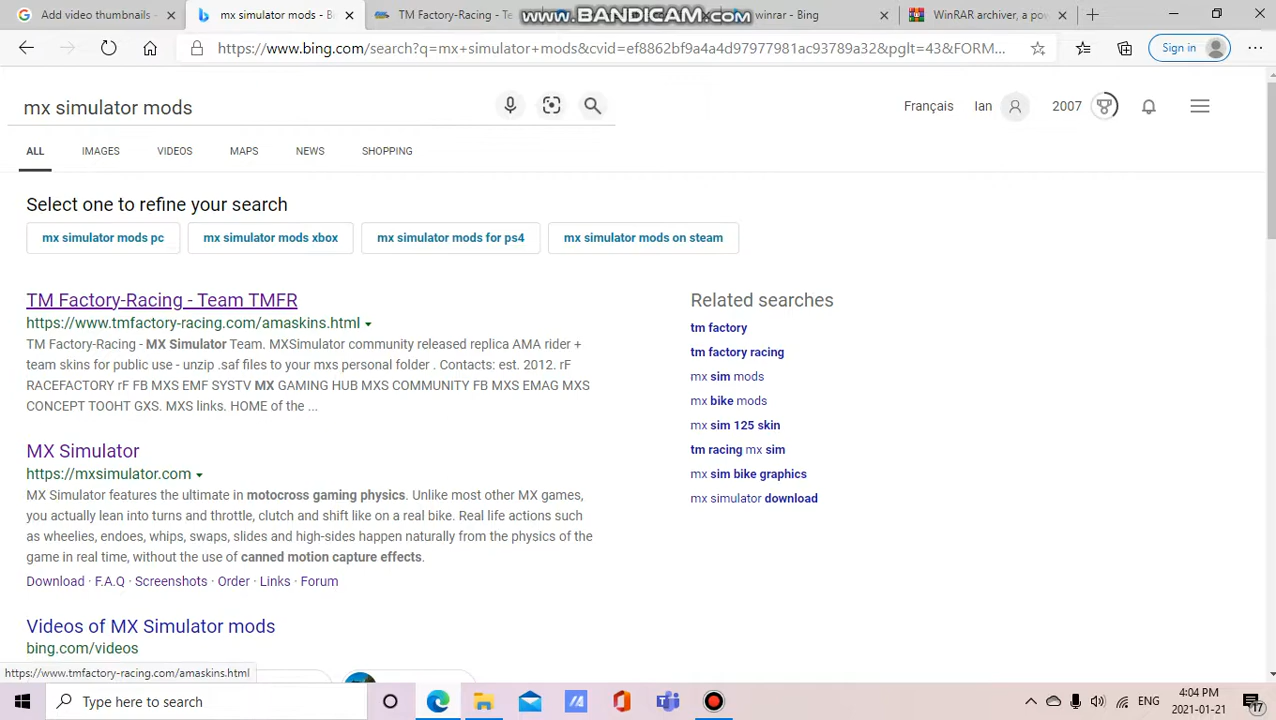 Add video thumbnails -
mx simulator mods - B
TM Factory-Racing - Te
www.BANDICAM.com
winrar - Bing
WinRAR archiver, a po
https://www.bing.com/search?q=mx+simulator+mods&cvid=ef8862bf9a4a4d97977981ac93789a32&pglt=43&FORM...
Sign in
mx simulator mods
Français
Ian
2007
ALL
IMAGES
VIDEOS
MAPS
NEWS
SHOPPING
Select one to refine your search
mx simulator mods pc
mx simulator mods xbox
mx simulator mods for ps4
mx simulator mods on steam
TM Factory-Racing - Team TMFR
https://www.tmfactory-racing.com/amaskins.html
TM Factory-Racing - MX Simulator Team. MXSimulator community released replica AMA rider +
team skins for public use - unzip .saf files to your mxs personal folder . Contacts: est. 2012. rF
RACEFACTORY rF FB MXS EMF SYSTV MX GAMING HUB MXS COMMUNITY FB MXS EMAG MXS
CONCEPT TOOHT GXS. MXS links. HOME of the ...
MX Simulator
https://mxsimulator.com
MX Simulator features the ultimate in motocross gaming physics. Unlike most other MX games,
you actually lean into turns and throttle, clutch and shift like on a real bike. Real life actions such
as wheelies, endoes, whips, swaps, slides and high-sides happen naturally from the physics of the
game in real time, without the use of canned motion capture effects.
Download · F.A.Q · Screenshots · Order · Links · Forum
Videos of MX Simulator mods
bing.com/videos
Related searches
tm factory
tm factory racing
mx sim mods
mx bike mods
mx sim 125 skin
tm racing mx sim
mx sim bike graphics
mx simulator download
https://www.tmfactory-racing.com/amaskins.html
Type here to search
ENG
4:04 PM
2021-01-21
17